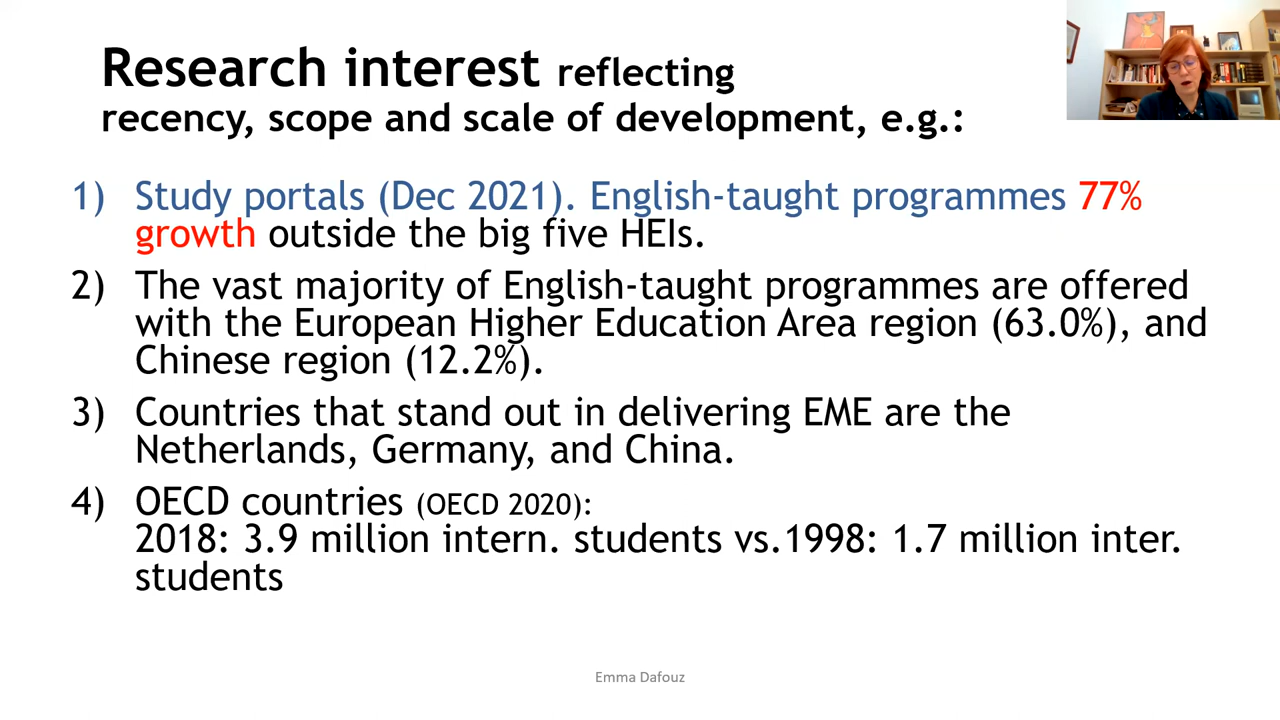 Research interest reflecting
recency, scope and scale of development, e.g.:
1) Study portals (Dec 2021). English-taught programmes 77%
growth outside the big five HEIs.
2) The vast majority of English-taught programmes are offered
with the European Higher Education Area region (63.0%), and
Chinese region (12.2%).
3) Countries that stand out in delivering EME are the
Netherlands, Germany, and China.
4) OECD countries (OECD 2020):
2018: 3.9 million intern. students vs.1998: 1.7 million inter.
students
Emma Dafouz